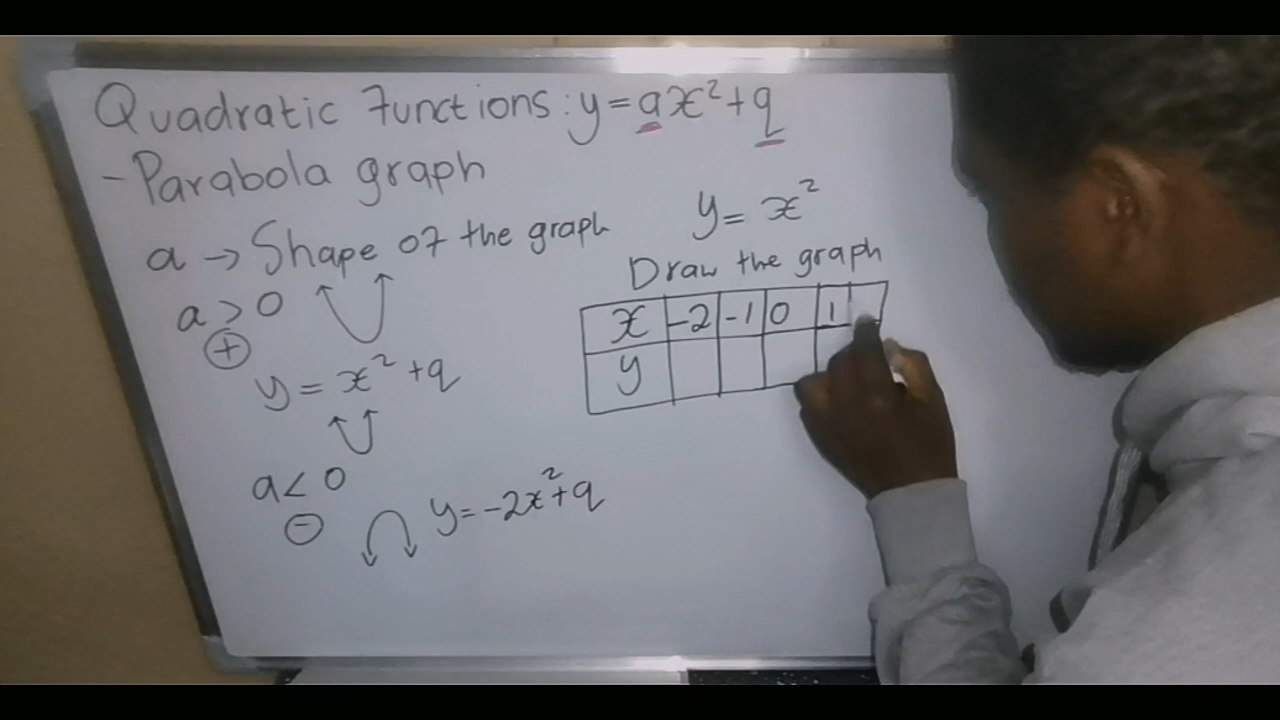 Quadratic Functions: y = ax² + q
- Parabola graph
a → Shape of the graph
a > 0
+
y = x² + q
a < 0
-
y = -2x² + q
y = x²
Draw the graph
x -2 -1 0 1
y